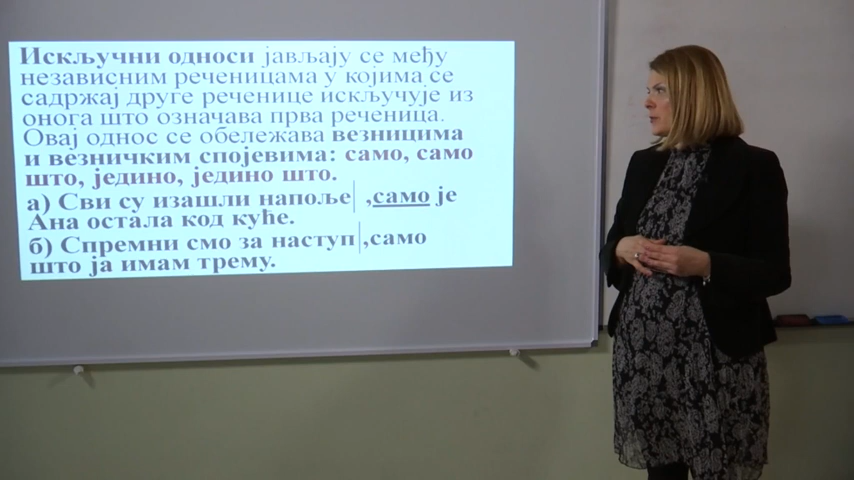 Искључни односи јављају се међу
независним реченицама у којима се
садржај друге реченице искључује из
онога што означава прва реченица.
Овај однос се обележава везницима
и везничким спојевима: само, само
што, једино, једино што.
а) Сви су изашли напоље| ,само је
Ана остала код куће.
б) Спремни смо за наступ|,само
што ја имам трему.